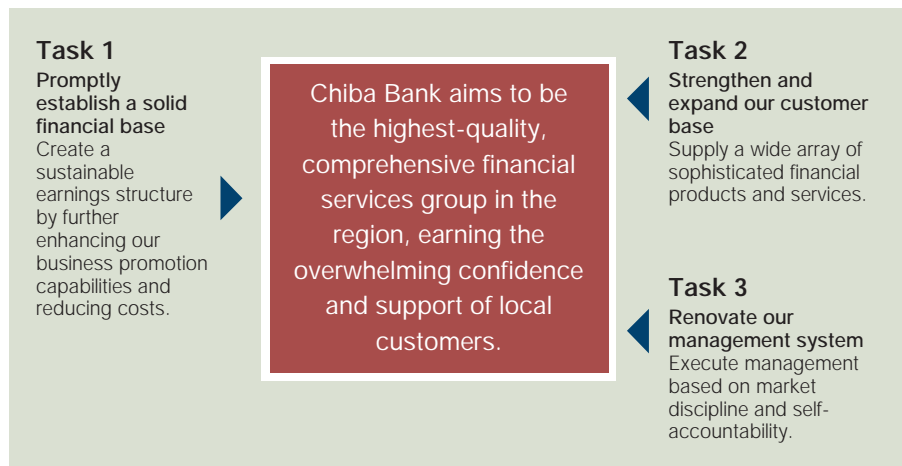 Task 1
Promptly
establish a solid
financial base
Create a
sustainable
earnings structure
by further
enhancing our
business promotion
capabilities and
reducing costs.
Chiba Bank aims to be
the highest-quality,
comprehensive financial
services group in the
region, earning the
overwhelming confidence
and support of local
customers.
Task 2
Strengthen and
expand our customer
base
Supply a wide array of
sophisticated financial
products and services.
Task 3
Renovate our
management system
Execute management
based on market
discipline and self-
accountability.